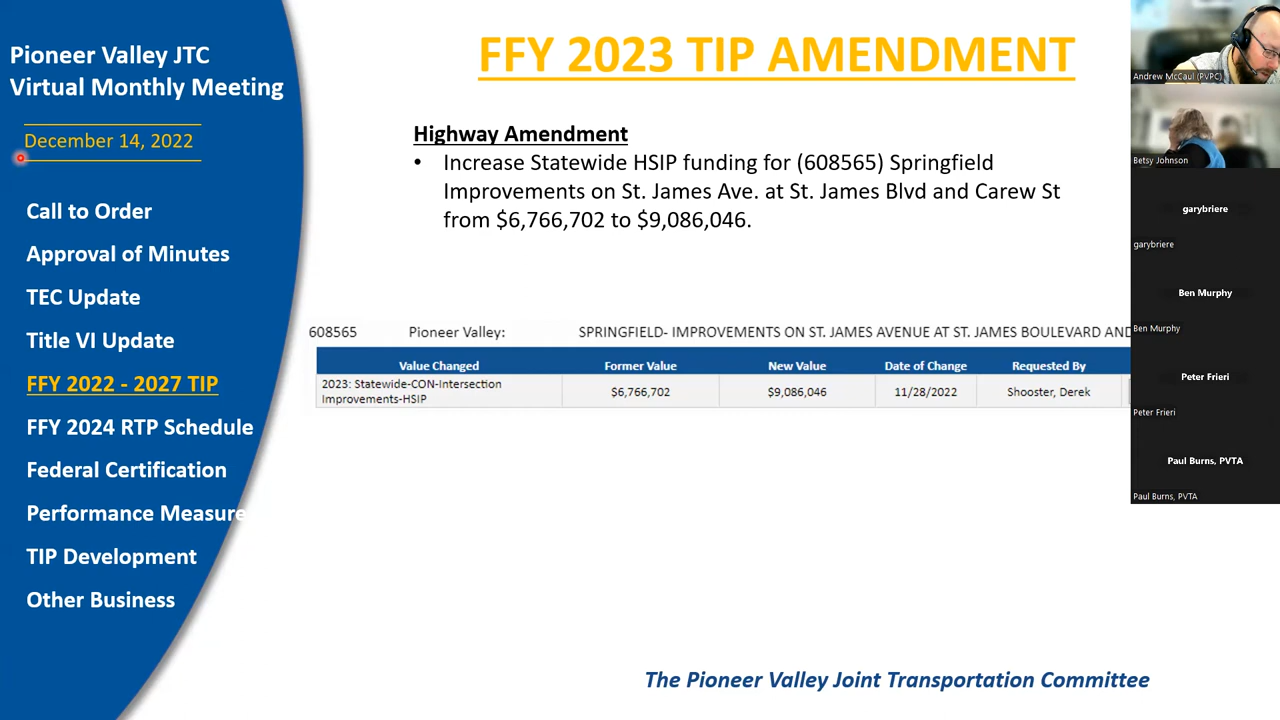 Pioneer Valley JTC
Virtual Monthly Meeting
December 14, 2022
Call to Order
Approval of Minutes
TEC Update
Title VI Update
FFY 2022 - 2027 TIP
FFY 2024 RTP Schedule
Federal Certification
Performance Measure
TIP Development
Other Business
FFY 2023 TIP AMENDMENT
Highway Amendment
• Increase Statewide HSIP funding for (608565) Springfield
Improvements on St. James Ave. at St. James Blvd and Carew St
from $6,766,702 to $9,086,046.
608565 Pioneer Valley: SPRINGFIELD- IMPROVEMENTS ON ST. JAMES AVENUE AT ST. JAMES BOULEVARD AND
Value Changed Former Value New Value Date of Change Requested By
2023: Statewide-CON-Intersection
Improvements-HSIP $6,766,702 $9,086,046 11/28/2022 Shooster, Derek
The Pioneer Valley Joint Transportation Committee
Andrew McCaul (PVPC)
Betsy Johnson
garybriere
garybriere
Ben Murphy
Ben Murphy
Peter Frieri
Peter Frieri
Paul Burns, PVTA
Paul Burns, PVTA